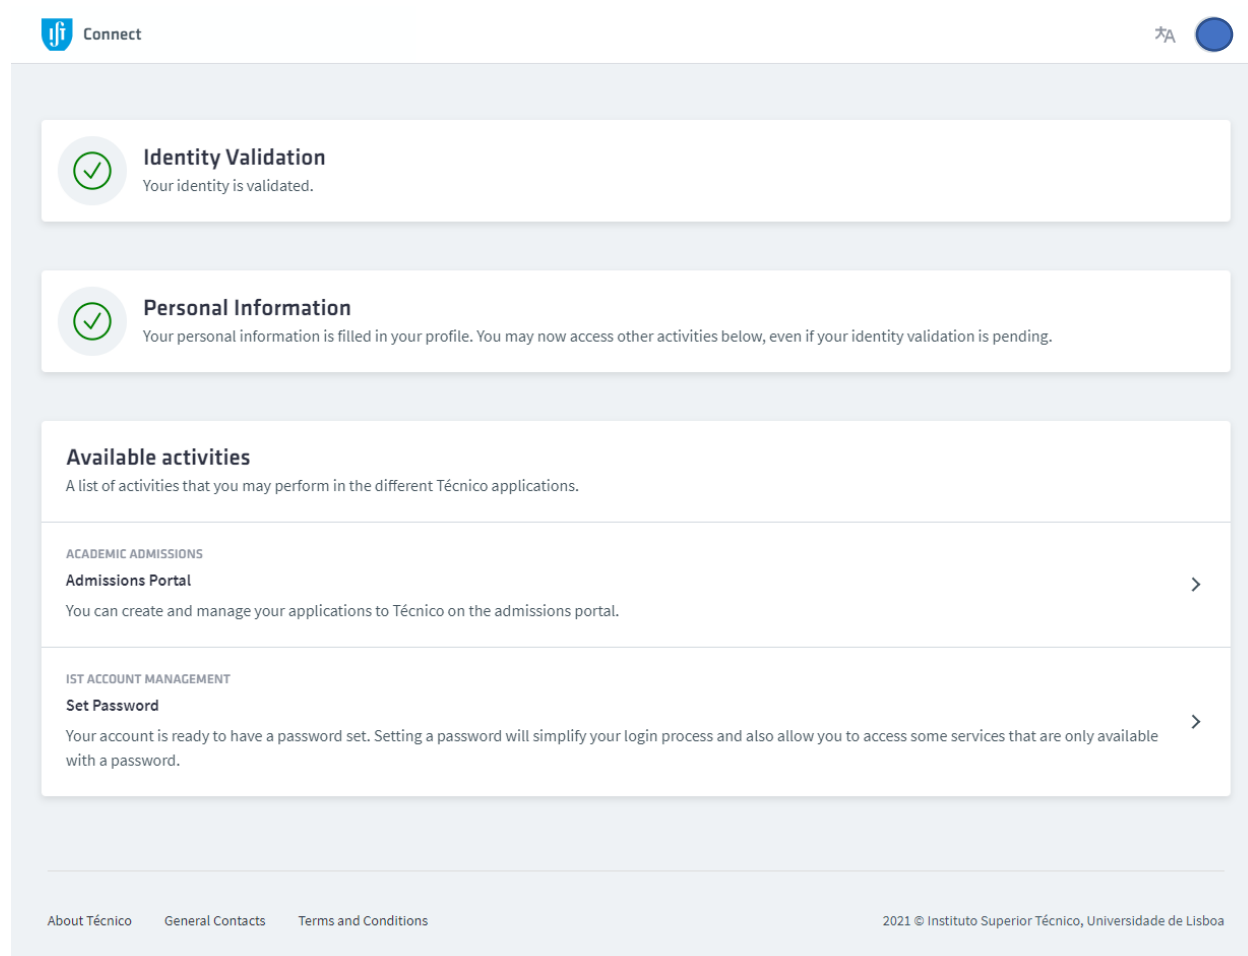 Connect
Identity Validation
Your identity is validated.
Personal Information
Your personal information is filled in your profile. You may now access other activities below, even if your identity validation is pending.
Available activities
A list of activities that you may perform in the different Técnico applications.
ACADEMIC ADMISSIONS
Admissions Portal
You can create and manage your applications to Técnico on the admissions portal.
IST ACCOUNT MANAGEMENT
Set Password
Your account is ready to have a password set. Setting a password will simplify your login process and also allow you to access some services that are only available
with a password.
About Técnico General Contacts Terms and Conditions 2021 © Instituto Superior Técnico, Universidade de Lisboa